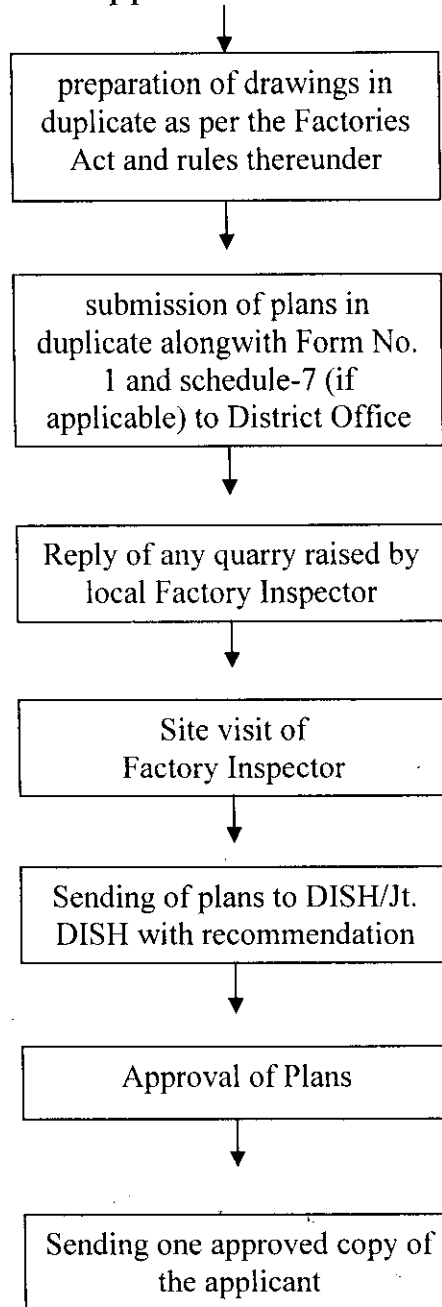 preparation of drawings in
duplicate as per the Factories
Act and rules thereunder
submission of plans in
duplicate alongwith Form No.
1 and schedule-7 (if
applicable) to District Office
Reply of any quarry raised by
local Factory Inspector
Site visit of
Factory Inspector
Sending of plans to DISH/Jt.
DISH with recommendation
Approval of Plans
Sending one approved copy of
the applicant